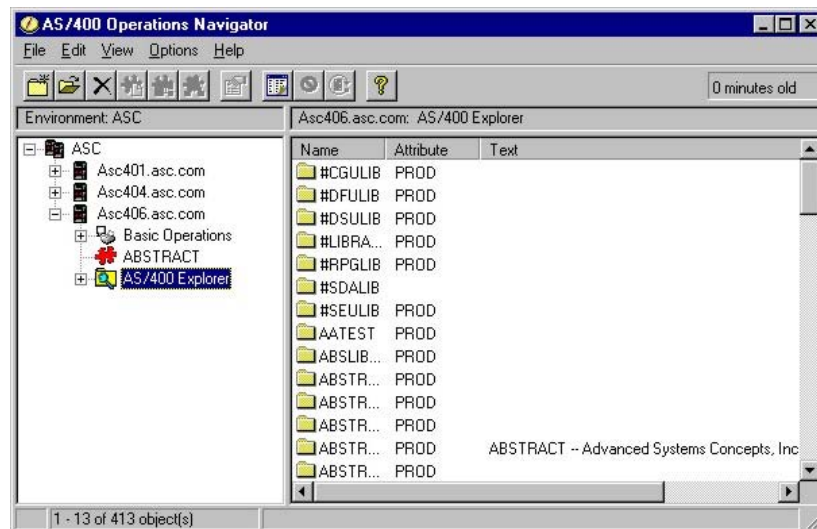 AS/400 Operations Navigator
File Edit View Options Help
0 minutes old
Environment: ASC
Asc406.asc.com: AS/400 Explorer
ASC
Asc401.asc.com
Asc404.asc.com
Asc406.asc.com
Basic Operations
ABSTRACT
AS/400 Explorer
Name Attribute Text
#CGULIB PROD
#DFULIB PROD
#DSULIB PROD
#LIBRA... PROD
#RPGLIB PROD
#SDALIB
#SEULIB PROD
AATEST PROD
ABSLIB... PROD
ABSTR... PROD
ABSTR... PROD
ABSTR... PROD
ABSTR... PROD ABSTRACT -- Advanced Systems Concepts, Inc
ABSTR... PROD
1 - 13 of 413 object(s)